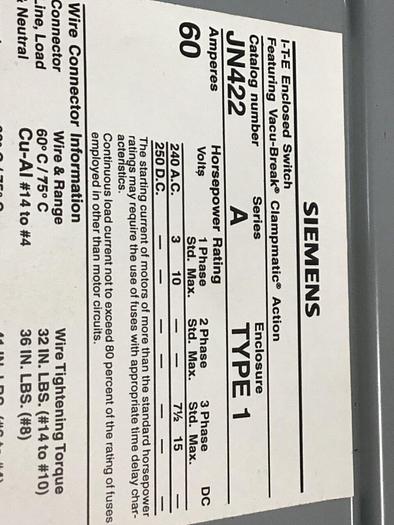 SIEMENS
I-T-E Enclosed Switch
Featuring Vacu-Break® Clampmatic® Action
Catalog number Series Enclosure
JN422 A TYPE 1
Amperes Horsepower Rating
60 Volts 1 Phase 2 Phase 3 Phase DC
Std. Max. Std. Max. Std. Max.
240 A.C. 3 10 — — 7½ 15 —
250 D.C. — — — — — — —
The starting current of motors of more than the standard horsepower
ratings may require the use of fuses with appropriate time delay char-
acteristics.
Continuous load current not to exceed 80 percent of the rating of fuses
employed in other than motor circuits.
Wire Connector Information
Connector Wire & Range Wire Tightening Torque
Line, Load 60°C / 75°C 32 IN. LBS. (#14 to #10)
& Neutral Cu-Al #14 to #4 36 IN. LBS. (#8)